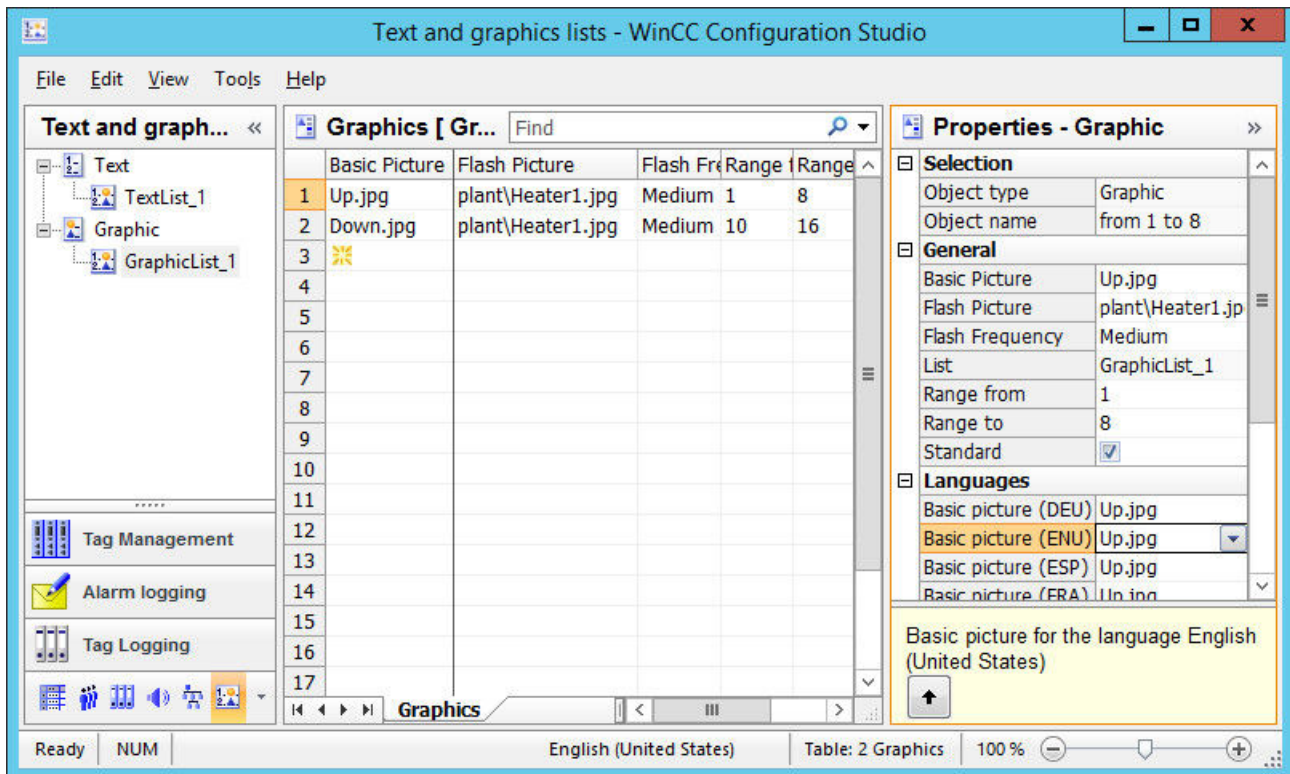 Text and graphics lists - WinCC Configuration Studio
File Edit View Tools Help
Text and graph... «
Text
TextList_1
Graphic
GraphicList_1
Tag Management
Alarm logging
Tag Logging
Graphics [ Gr... Find
Basic Picture Flash Picture Flash Fre Range f Range
1 Up.jpg plant\Heater1.jpg Medium 1 8
2 Down.jpg plant\Heater1.jpg Medium 10 16
3
4
5
6
7
8
9
10
11
12
13
14
15
16
17
Graphics
Properties - Graphic »
Selection
Object type Graphic
Object name from 1 to 8
General
Basic Picture Up.jpg
Flash Picture plant\Heater1.jp
Flash Frequency Medium
List GraphicList_1
Range from 1
Range to 8
Standard
Languages
Basic picture (DEU) Up.jpg
Basic picture (ENU) Up.jpg
Basic picture (ESP) Up.jpg
Basic picture (FRA) Up.jpg
Basic picture for the language English
(United States)
Ready NUM English (United States) Table: 2 Graphics 100 %